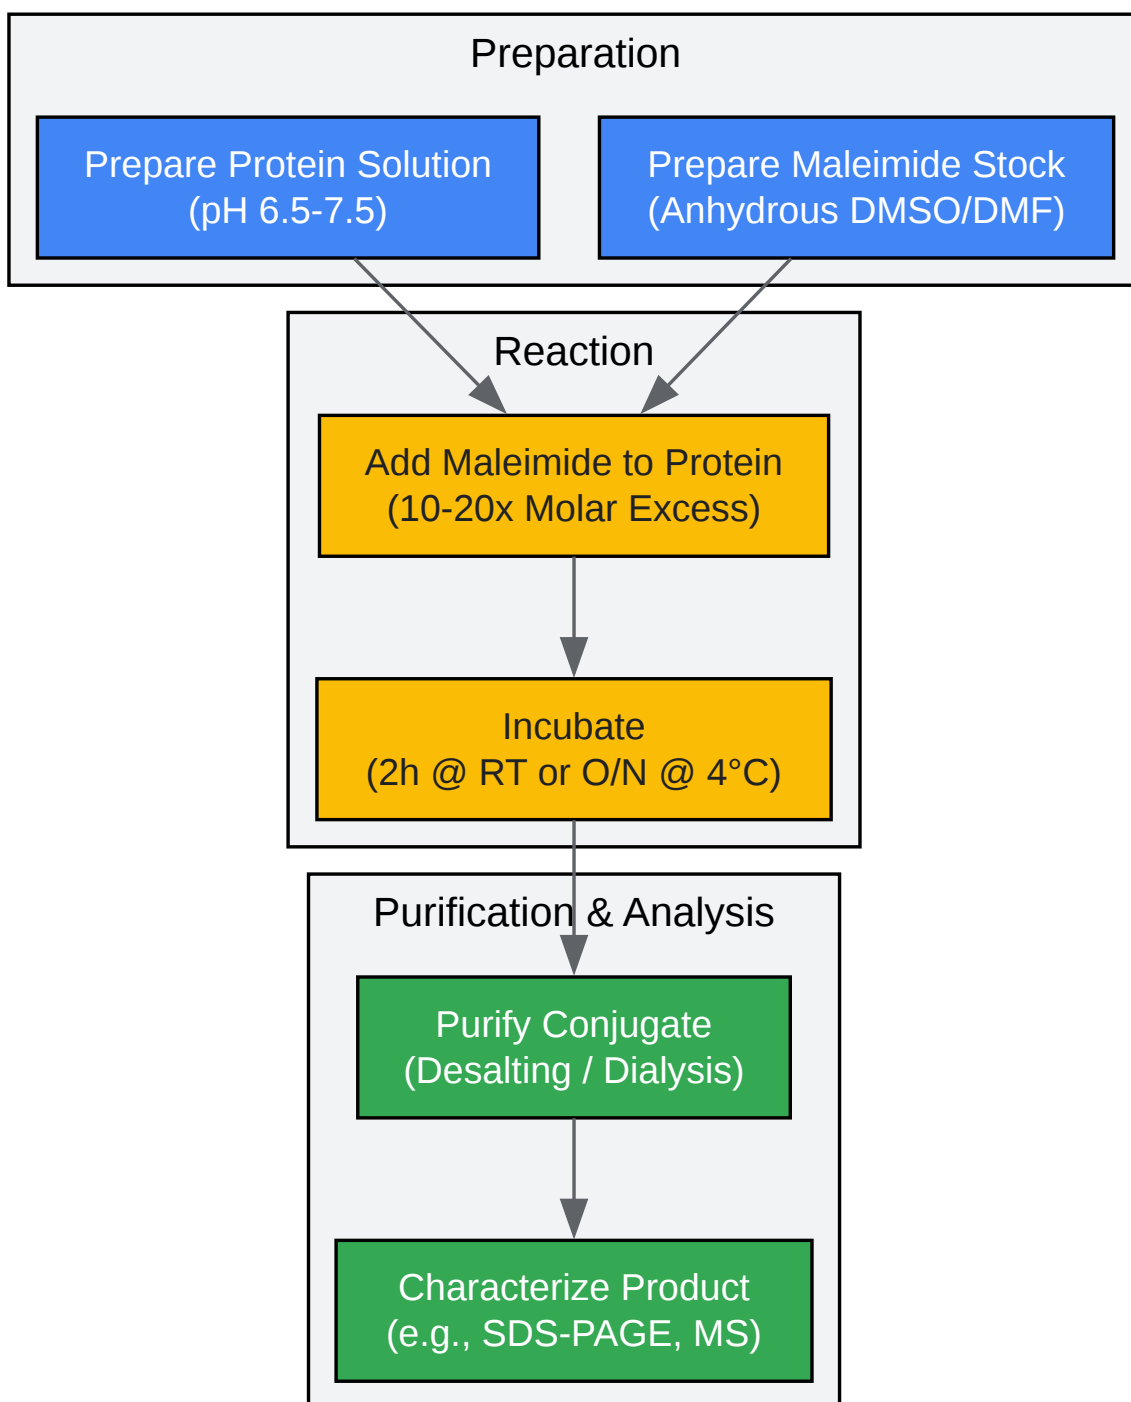 Preparation
Prepare Protein Solution
(pH 6.5-7.5)
Prepare Maleimide Stock
(Anhydrous DMSO/DMF)
Reaction
Add Maleimide to Protein
(10-20x Molar Excess)
Incubate
(2h @ RT or O/N @ 4°C)
Purification & Analysis
Purify Conjugate
(Desalting / Dialysis)
Characterize Product
(e.g., SDS-PAGE, MS)